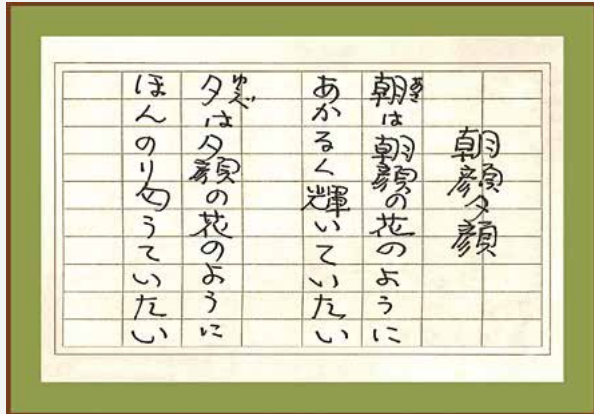 朝顔夕顔
朝は朝顔の花のように
あかるく輝いていたい
夕は夕顔の花のように
ほんのり匂うていたい